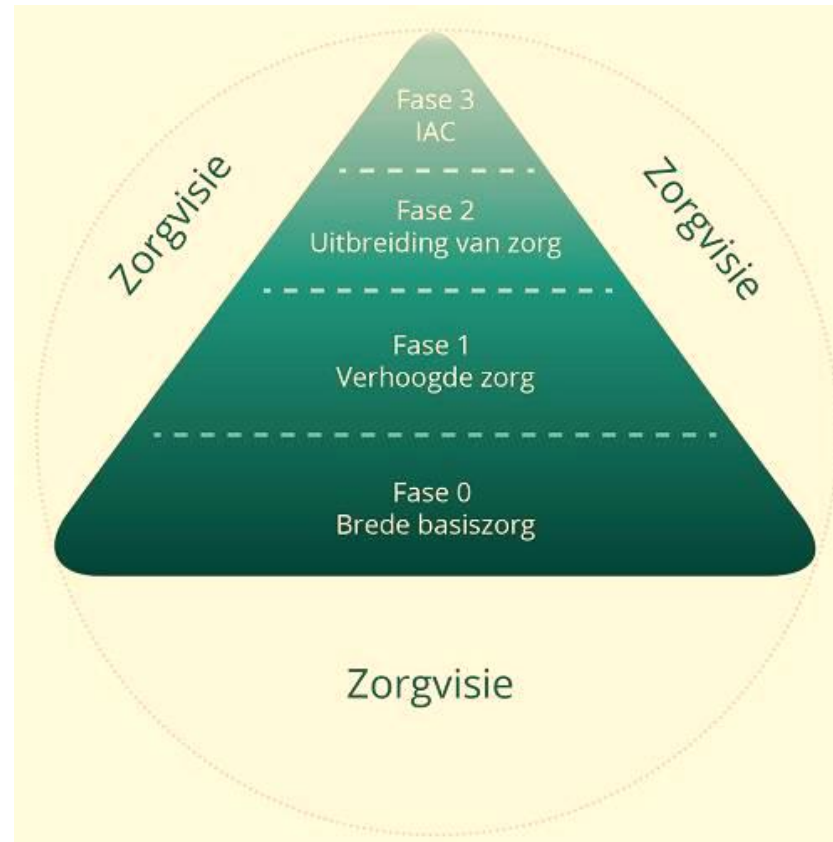 Fase 3
IAC
Zorgvisie
Zorgvisie
Fase 2
Uitbreiding van zorg
Fase 1
Verhoogde zorg
Fase 0
Brede basiszorg
Zorgvisie